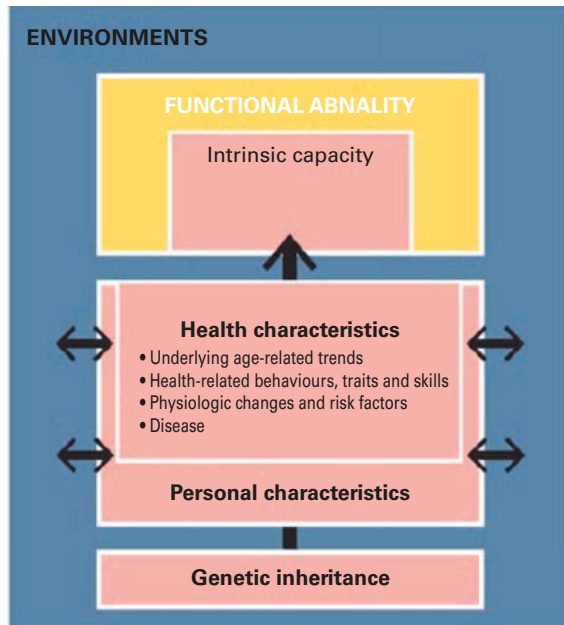 ENVIRONMENTS
FUNCTIONAL ABNALITY
Intrinsic capacity
Health characteristics
• Underlying age-related trends
• Health-related behaviours, traits and skills
• Physiologic changes and risk factors
• Disease
Personal characteristics
Genetic inheritance